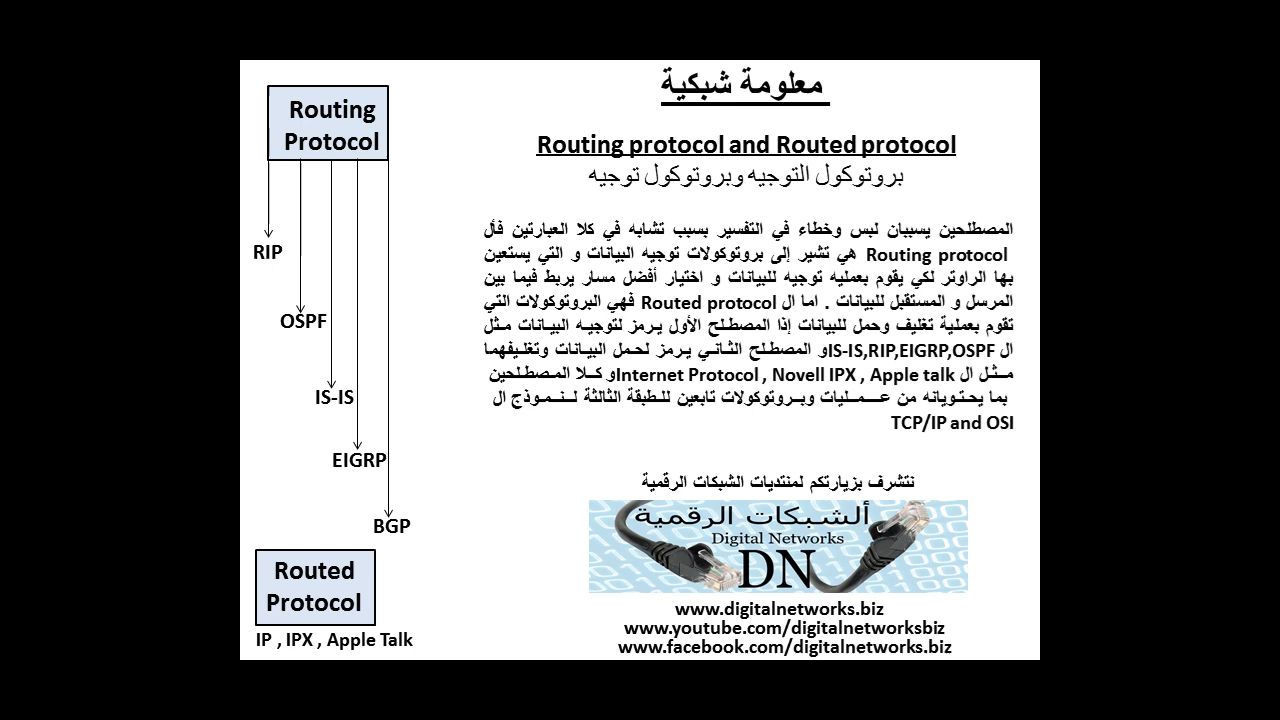 معلومة شبكية
Routing protocol and Routed protocol
بروتوكول التوجيه وبروتوكول توجيه
المصطلحين يسببان لبس وخطاء في التفسير بسبب تشابه في كلا العبارتين فأل
Routing protocol هي تشير إلى بروتوكولات توجيه البيانات و التي يستعين
بها الراوتر لكي يقوم بعمليه توجيه للبيانات و اختيار أفضل مسار يربط فيما بين
المرسل و المستقبل للبيانات . اما ال Routed protocol فهي البروتوكولات التي
تقوم بعملية تغليف وحمل للبيانات إذا المصطلح الأول يرمز لتوجيه البيانات مثل
ال IS-IS,RIP,EIGRP,OSPFو المصطلح الثاني يرمز لحمل البيانات وتغليفهما
مثل ال Internet Protocol , Novell IPX , Apple talkو كلا المصطلحين
بما يحتويانه من عمليات وبروتوكولات تابعين للطبقة الثالثة لنموذج ال
TCP/IP and OSI
نتشرف بزيارتكم لمنتديات الشبكات الرقمية
ألشبكات الرقمية
Digital Networks
DN
www.digitalnetworks.biz
www.youtube.com/digitalnetworksbiz
www.facebook.com/digitalnetworks.biz
Routing
Protocol
RIP
OSPF
IS-IS
EIGRP
BGP
Routed
Protocol
IP , IPX , Apple Talk